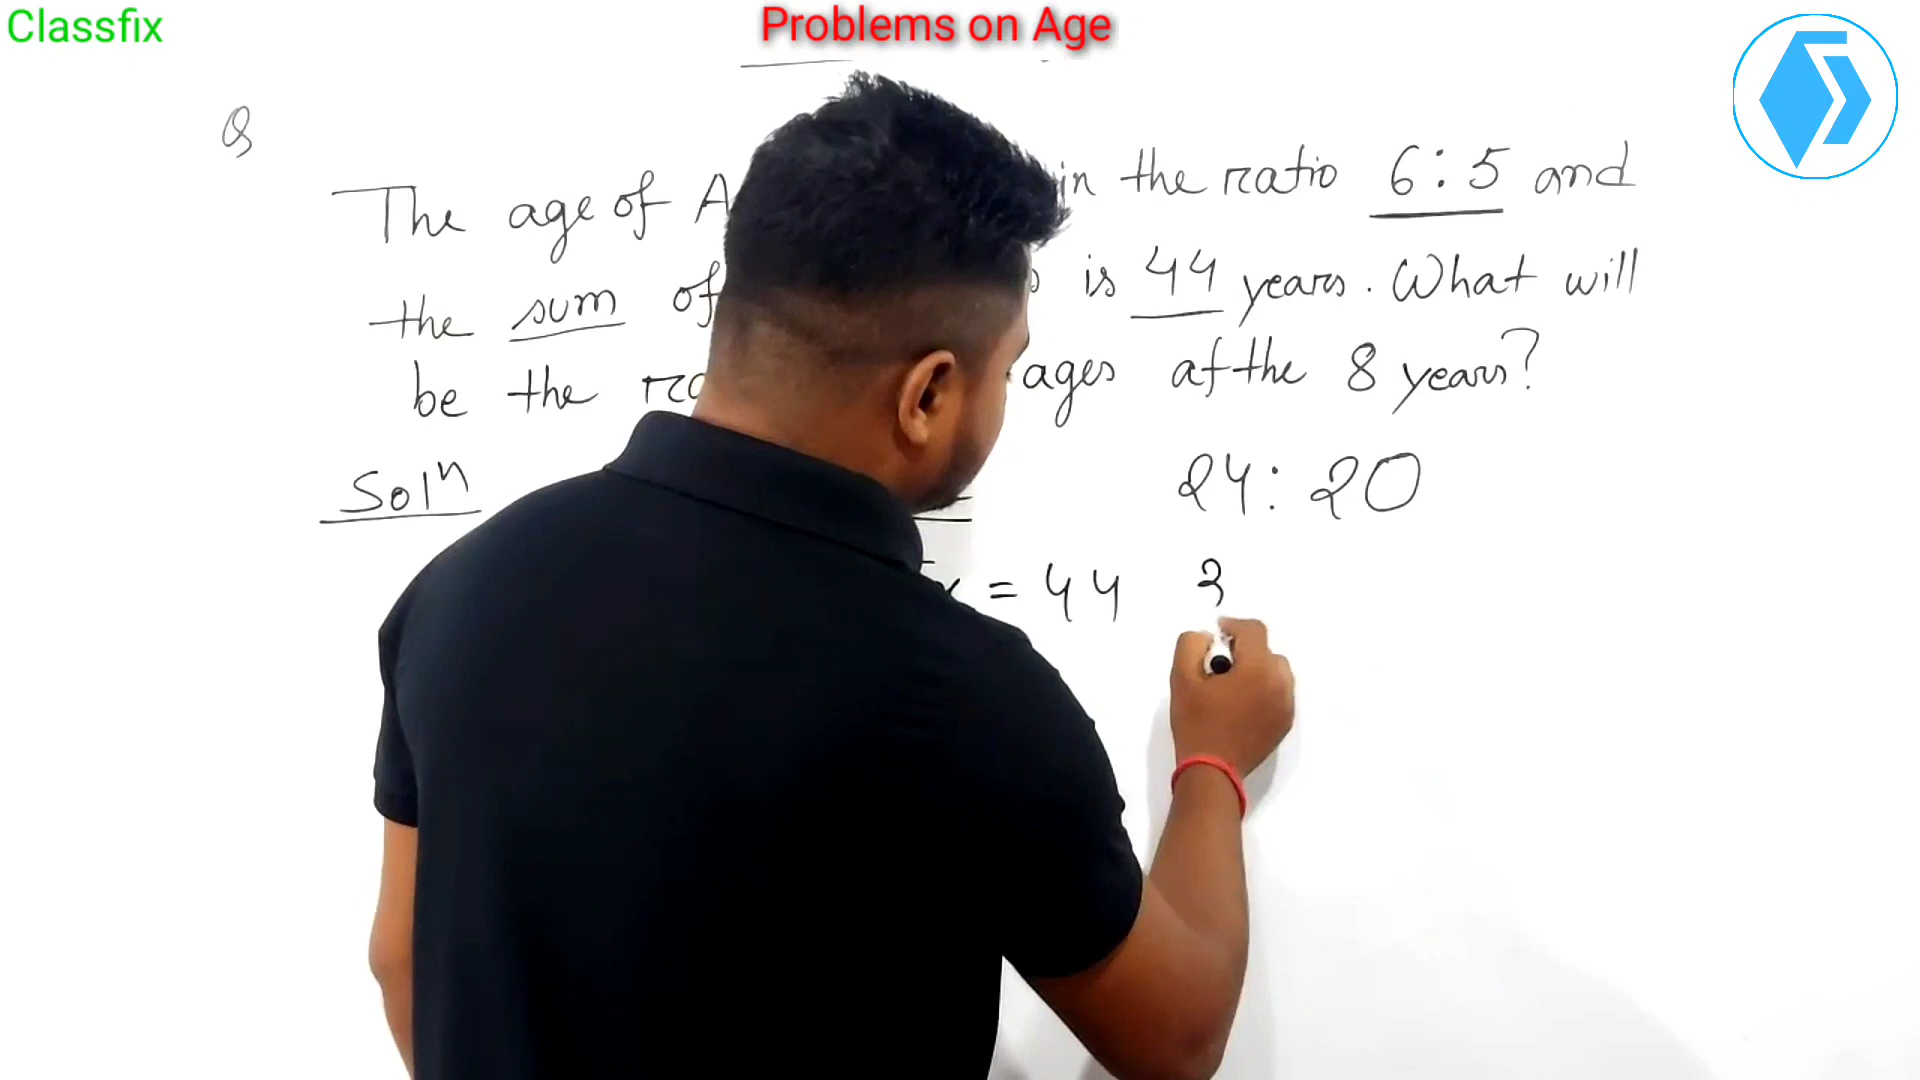 Classfix
Problems on Age
Q
The age of A in the ratio 6:5 and
the sum of is 44 years. What will
be the ages after the 8 years?
Solⁿ 24:20
x = 44 3